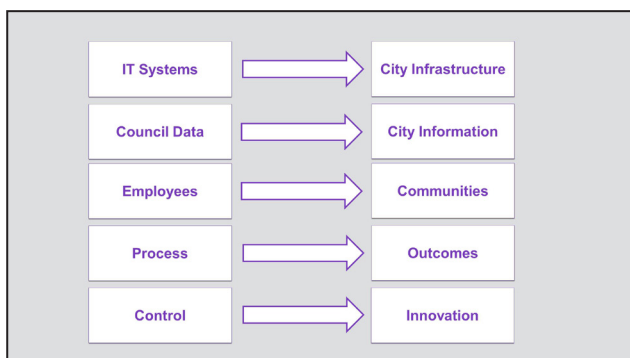 IT Systems
City Infrastructure
Council Data
City Information
Employees
Communities
Process
Outcomes
Control
Innovation